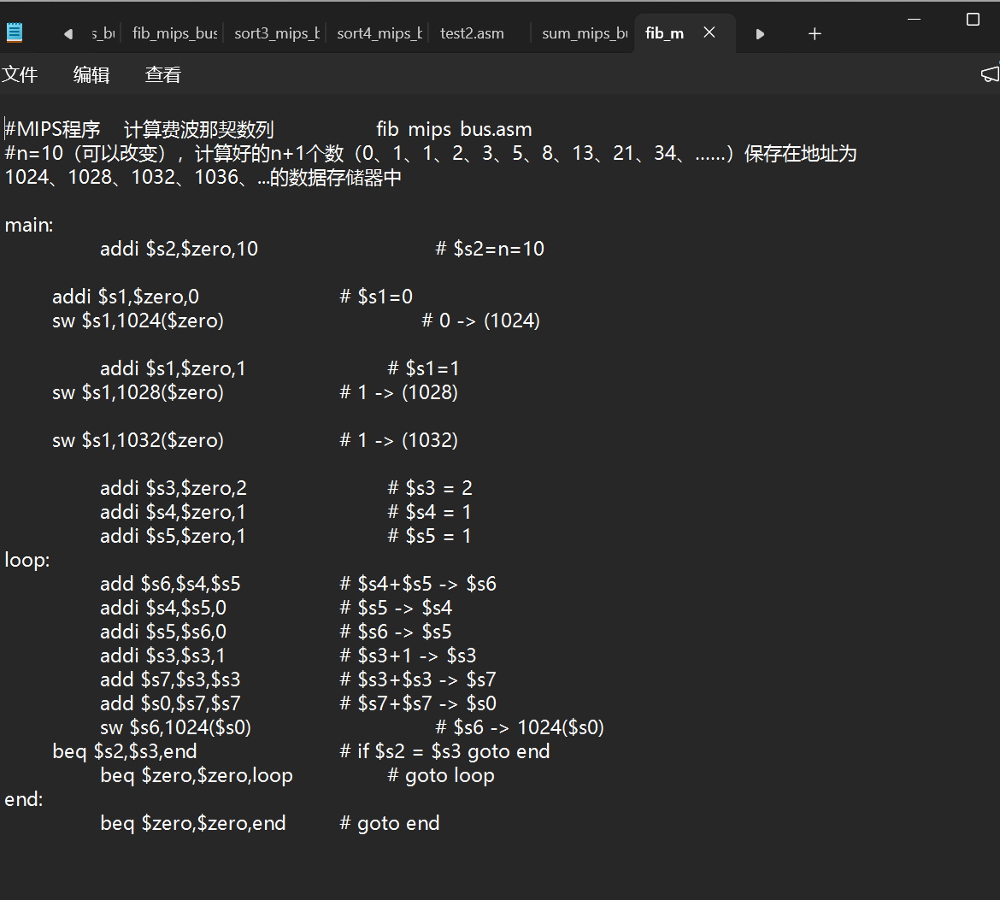 s_bu fib_mips_bus sort3_mips_b sort4_mips_b test2.asm sum_mips_bu fib_m
文件 编辑 查看
#MIPS程序 计算费波那契数列 fib_mips_bus.asm
#n=10（可以改变），计算好的n+1个数（0、1、1、2、3、5、8、13、21、34、……）保存在地址为
1024、1028、1032、1036、...的数据存储器中
main:
addi $s2,$zero,10 # $s2=n=10
addi $s1,$zero,0 # $s1=0
sw $s1,1024($zero) # 0 -> (1024)
addi $s1,$zero,1 # $s1=1
sw $s1,1028($zero) # 1 -> (1028)
sw $s1,1032($zero) # 1 -> (1032)
addi $s3,$zero,2 # $s3 = 2
addi $s4,$zero,1 # $s4 = 1
addi $s5,$zero,1 # $s5 = 1
loop:
add $s6,$s4,$s5 # $s4+$s5 -> $s6
addi $s4,$s5,0 # $s5 -> $s4
addi $s5,$s6,0 # $s6 -> $s5
addi $s3,$s3,1 # $s3+1 -> $s3
add $s7,$s3,$s3 # $s3+$s3 -> $s7
add $s0,$s7,$s7 # $s7+$s7 -> $s0
sw $s6,1024($s0) # $s6 -> 1024($s0)
beq $s2,$s3,end # if $s2 = $s3 goto end
beq $zero,$zero,loop # goto loop
end:
beq $zero,$zero,end # goto end